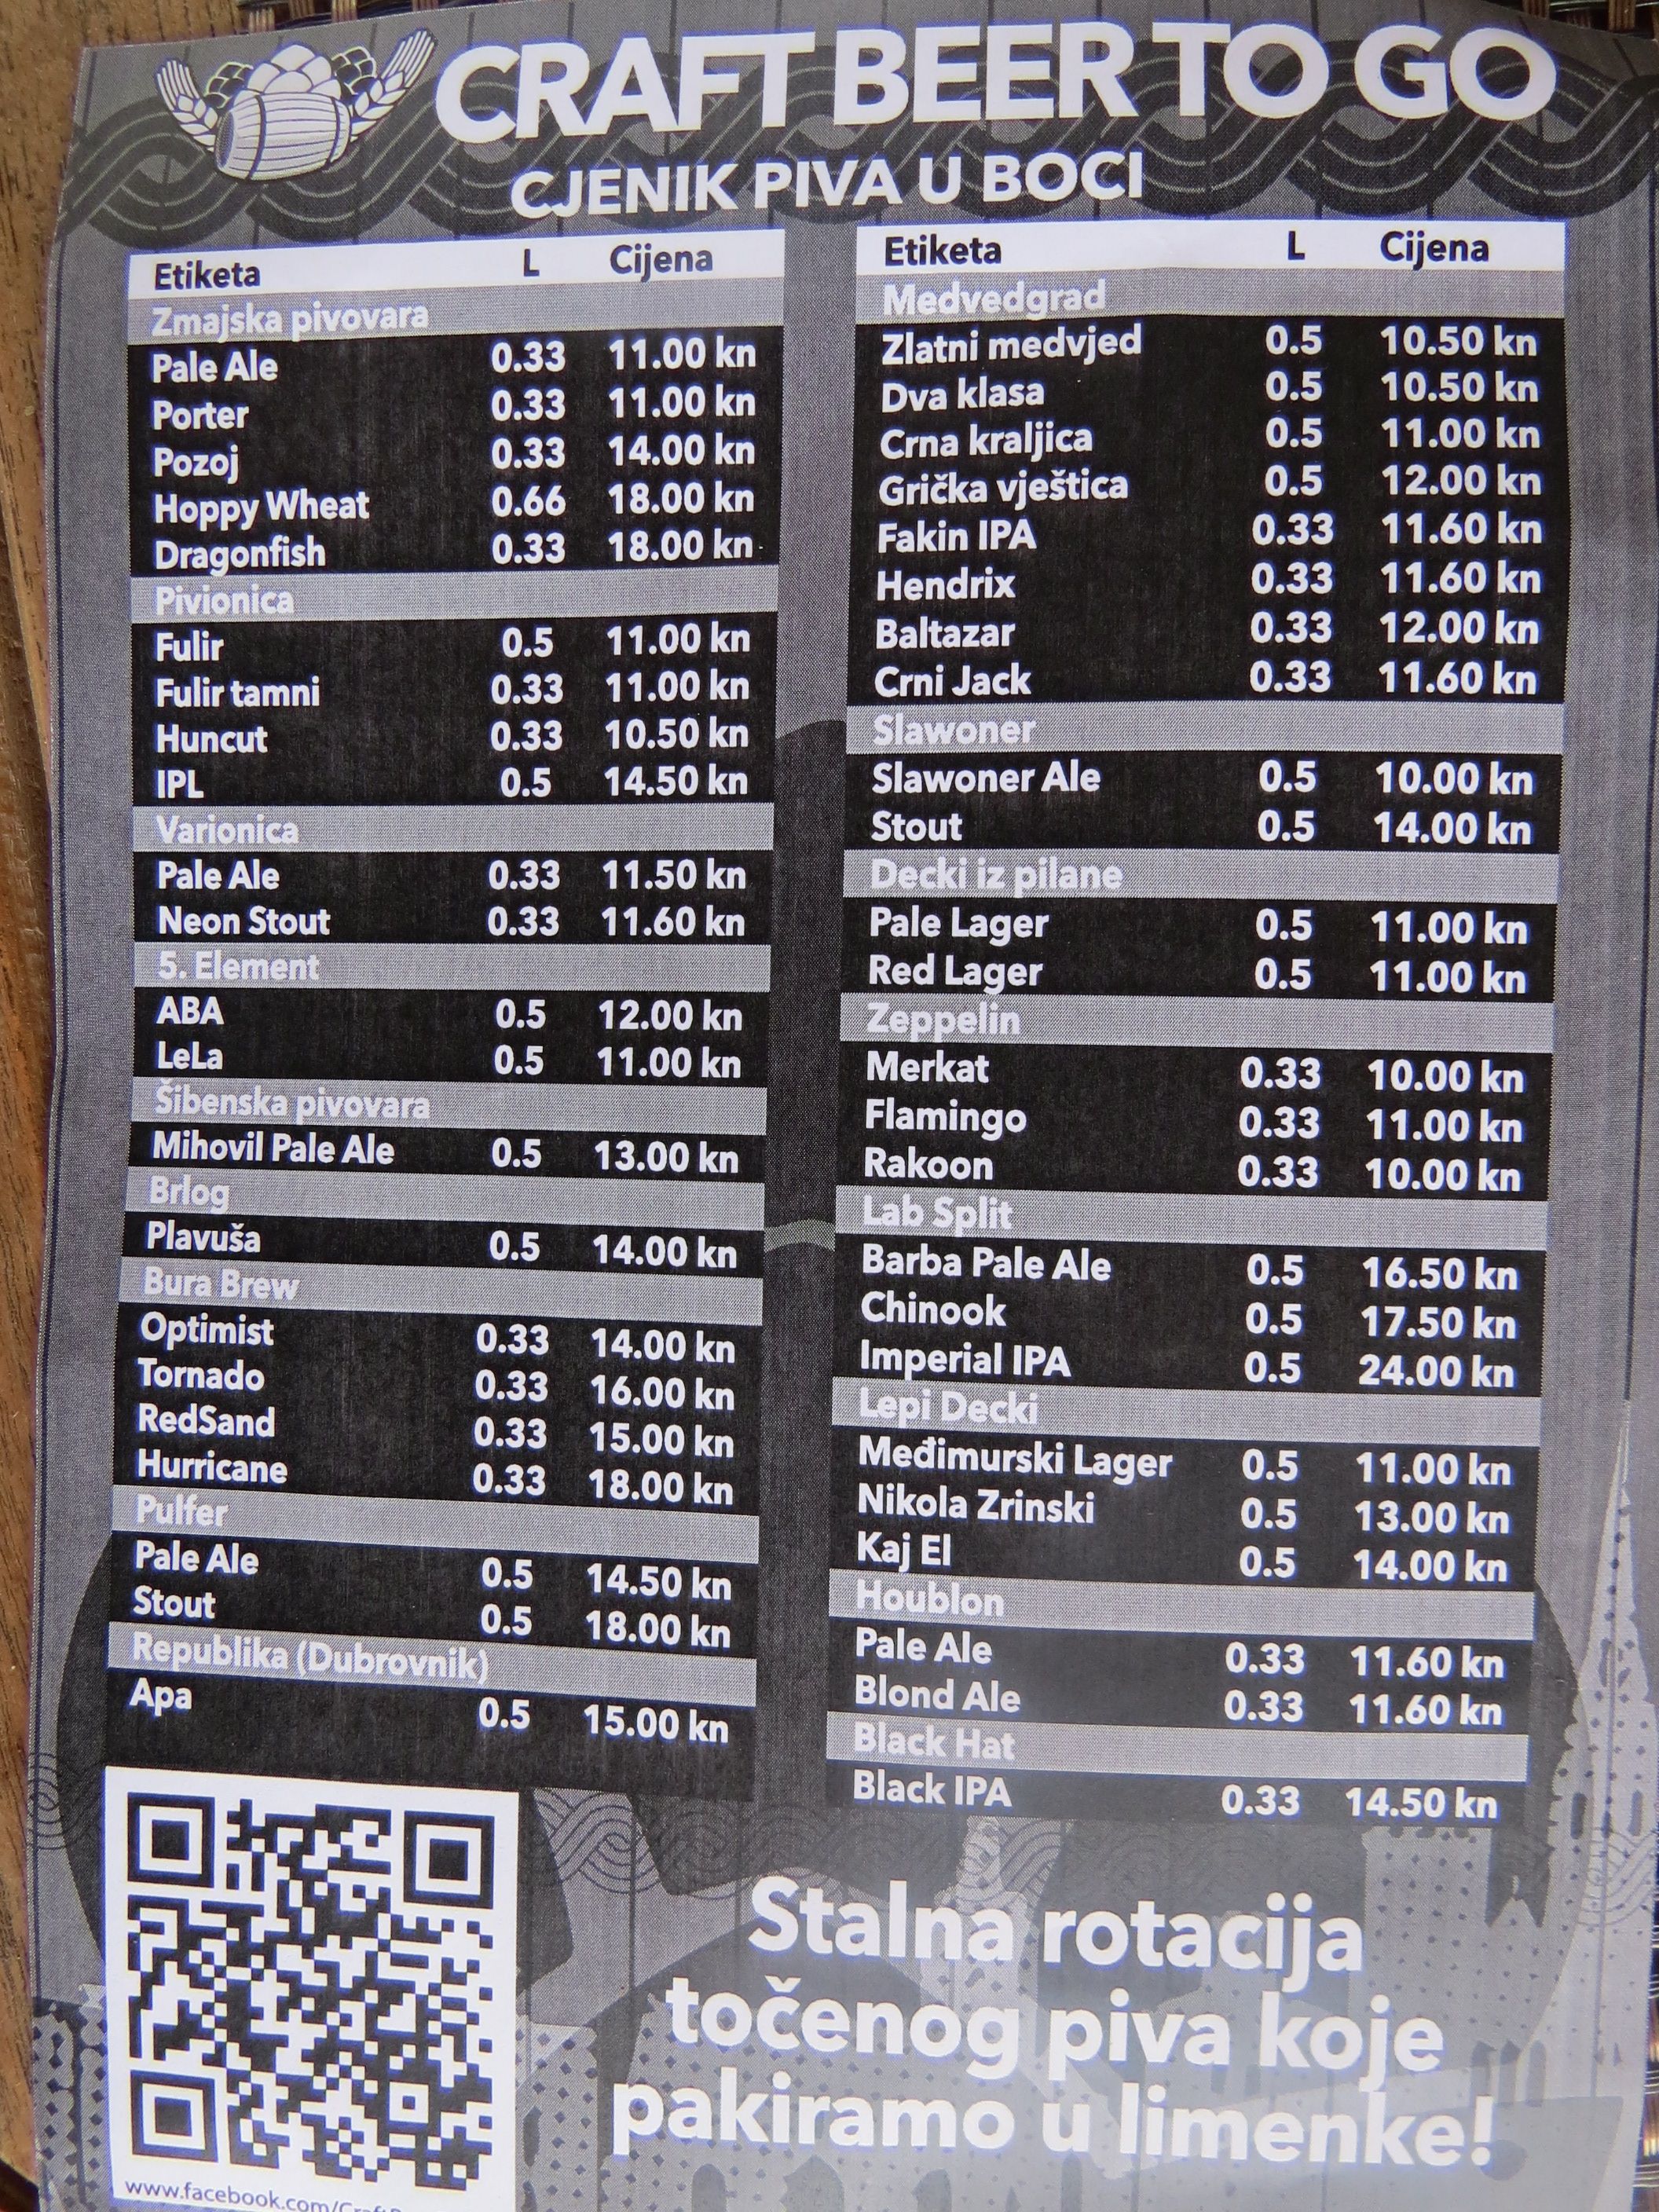 CRAFT BEER TO GO
CJENIK PIVA U BOCI
Etiketa L Cijena
Zmajska pivovara
Pale Ale 0.33 11.00 kn
Porter 0.33 11.00 kn
Pozoj 0.33 14.00 kn
Hoppy Wheat 0.66 18.00 kn
Dragonfish 0.33 18.00 kn
Pivionica
Fulir 0.5 11.00 kn
Fulir tamni 0.33 11.00 kn
Huncut 0.33 10.50 kn
IPL 0.5 14.50 kn
Varionica
Pale Ale 0.33 11.50 kn
Neon Stout 0.33 11.60 kn
5. Element
ABA 0.5 12.00 kn
LeLa 0.5 11.00 kn
Šibenska pivovara
Mihovil Pale Ale 0.5 13.00 kn
Brlog
Plavuša 0.5 14.00 kn
Bura Brew
Optimist 0.33 14.00 kn
Tornado 0.33 16.00 kn
RedSand 0.33 15.00 kn
Hurricane 0.33 18.00 kn
Pulfer
Pale Ale 0.5 14.50 kn
Stout 0.5 18.00 kn
Republika (Dubrovnik)
Apa 0.5 15.00 kn
Etiketa L Cijena
Medvedgrad
Zlatni medvjed 0.5 10.50 kn
Dva klasa 0.5 10.50 kn
Crna kraljica 0.5 11.00 kn
Grička vještica 0.5 12.00 kn
Fakin IPA 0.33 11.60 kn
Hendrix 0.33 11.60 kn
Baltazar 0.33 12.00 kn
Crni Jack 0.33 11.60 kn
Slawoner
Slawoner Ale 0.5 10.00 kn
Stout 0.5 14.00 kn
Decki iz pilane
Pale Lager 0.5 11.00 kn
Red Lager 0.5 11.00 kn
Zeppelin
Merkat 0.33 10.00 kn
Flamingo 0.33 11.00 kn
Rakoon 0.33 10.00 kn
Lab Split
Barba Pale Ale 0.5 16.50 kn
Chinook 0.5 17.50 kn
Imperial IPA 0.5 24.00 kn
Lepi Decki
Međimurski Lager 0.5 11.00 kn
Nikola Zrinski 0.5 13.00 kn
Kaj El 0.5 14.00 kn
Houblon
Pale Ale 0.33 11.60 kn
Blond Ale 0.33 11.60 kn
Black Hat
Black IPA 0.33 14.50 kn
Stalna rotacija
točenog piva koje
pakiramo u limenke!